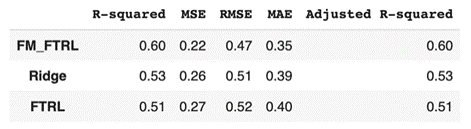 R-squared MSE RMSE MAE Adjusted R-squared
FM_FTRL 0.60 0.22 0.47 0.35 0.60
Ridge 0.53 0.26 0.51 0.39 0.53
FTRL 0.51 0.27 0.52 0.40 0.51